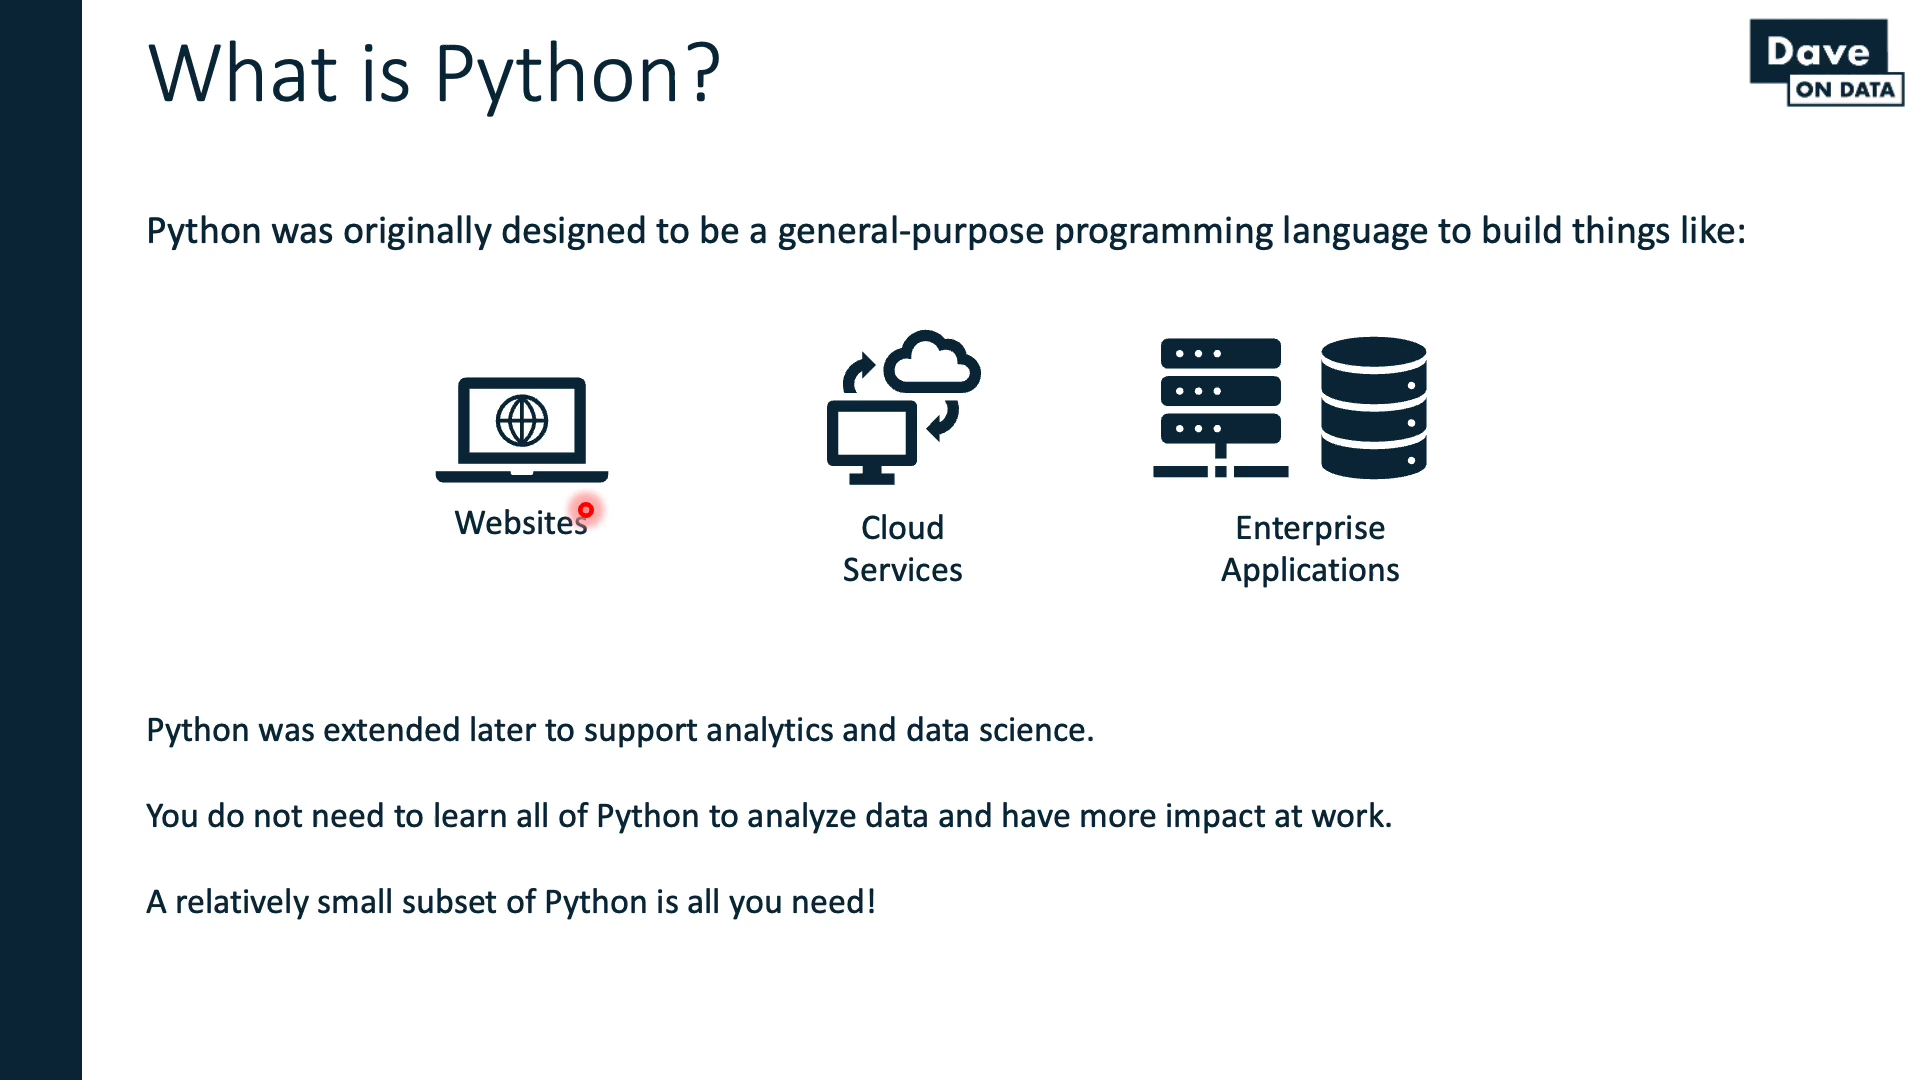 What is Python?
Dave
ON DATA
Python was originally designed to be a general-purpose programming language to build things like:
Websites
Cloud
Services
Enterprise
Applications
Python was extended later to support analytics and data science.
You do not need to learn all of Python to analyze data and have more impact at work.
A relatively small subset of Python is all you need!